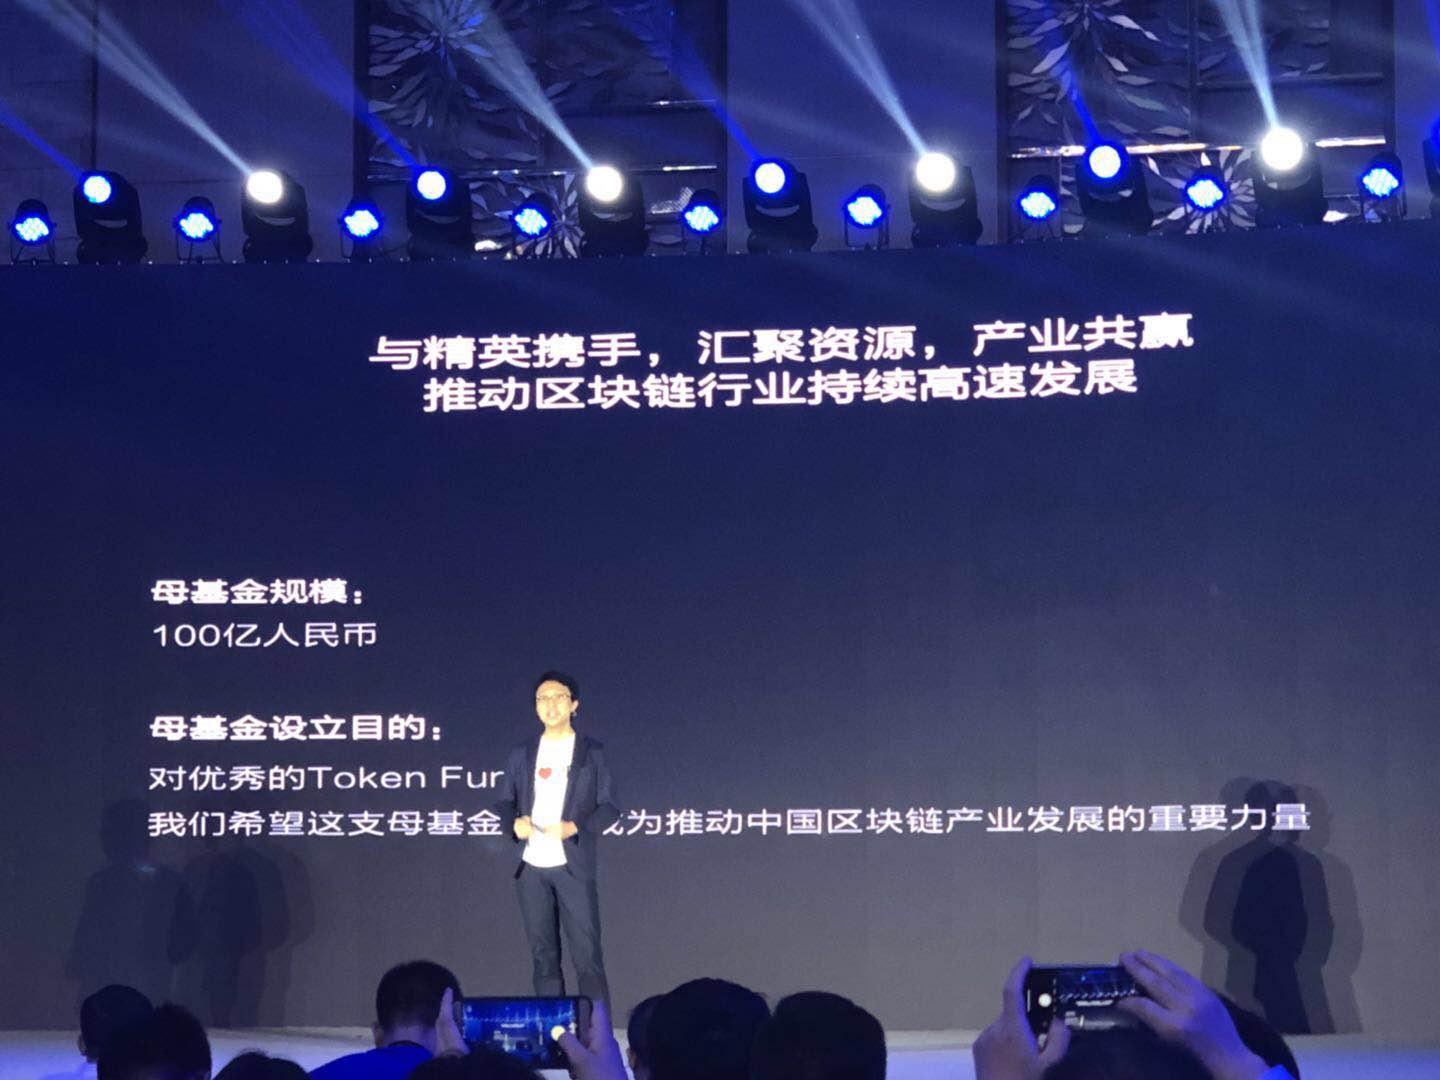 与精英携手，汇聚资源，产业共赢
推动区块链行业持续高速发展
母基金规模：
100亿人民币
母基金设立目的：
对优秀的Token
我们希望这支母基金 为推动中国区块链产业发展的重要力量